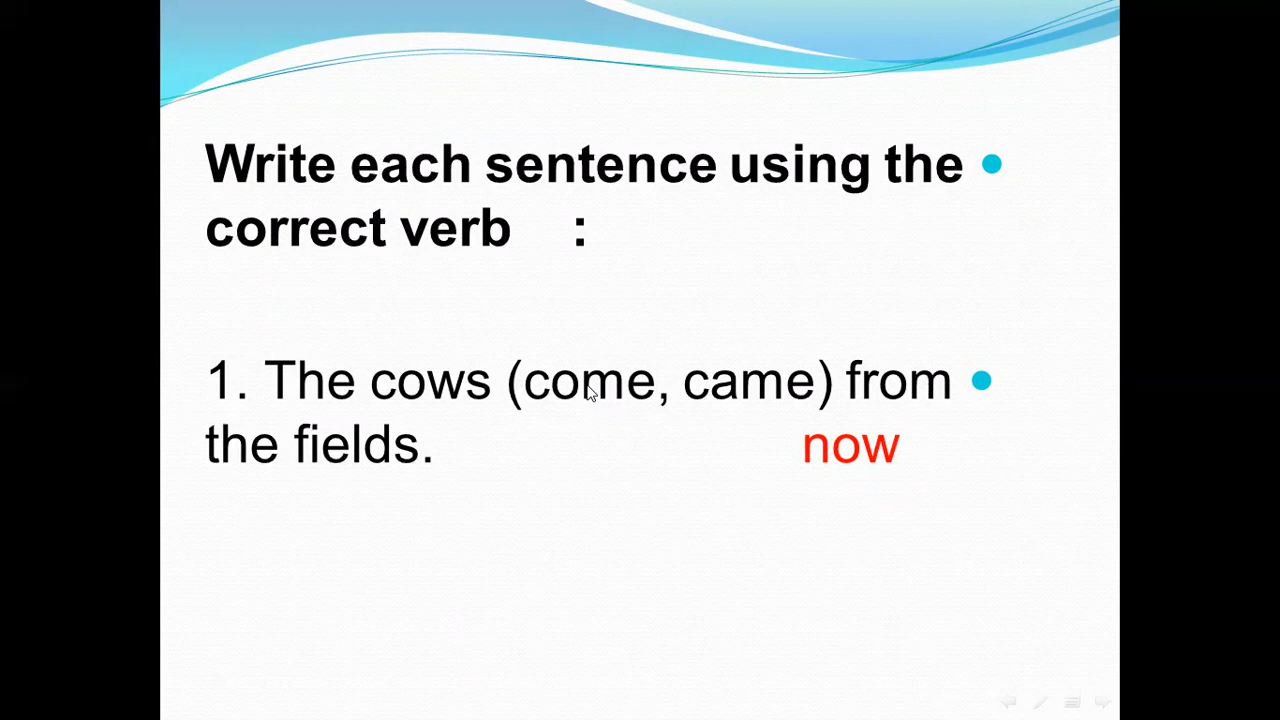 Write each sentence using the
correct verb    :
1. The cows (come, came) from
the fields.    now